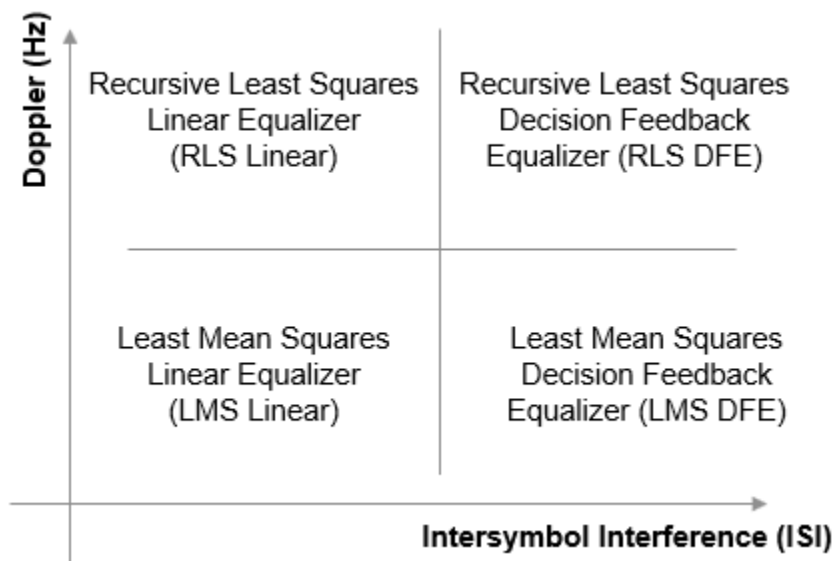 Doppler (Hz)
Recursive Least Squares
Linear Equalizer
(RLS Linear)
Recursive Least Squares
Decision Feedback
Equalizer (RLS DFE)
Least Mean Squares
Linear Equalizer
(LMS Linear)
Least Mean Squares
Decision Feedback
Equalizer (LMS DFE)
Intersymbol Interference (ISI)